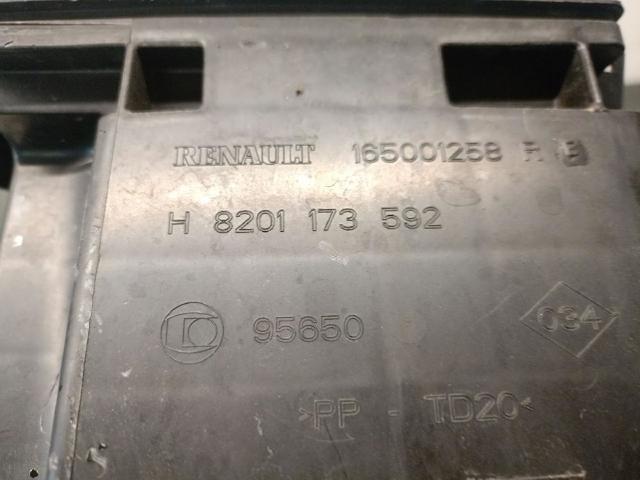 RENAULT 165001258 R B
H 8201 173 592
95650
034
>PP - TD20<